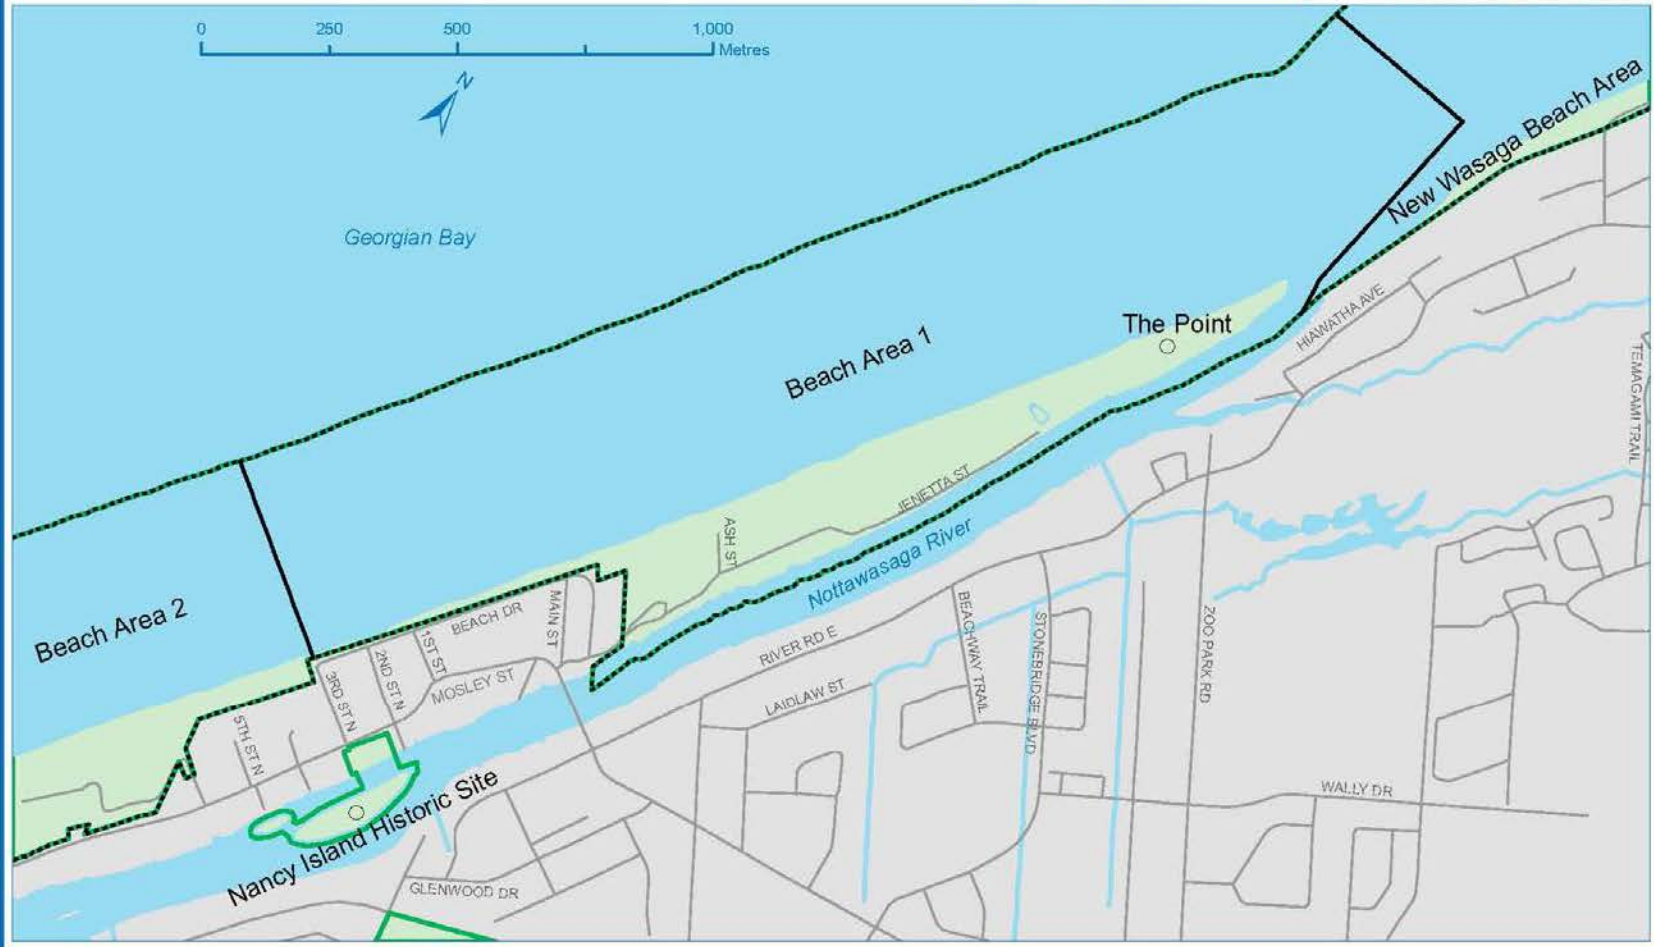 0 250 500 1,000
Metres
N
Georgian Bay
New Wasaga Beach Area
The Point
Beach Area 1
HIAWATHA AVE
TEMAGAMI TRAIL
JENETTA ST
ASH ST
Nottawasaga River
Beach Area 2
BEACH DR
MAIN ST
1ST ST
2ND ST N
3RD ST N
5TH ST N
MOSLEY ST
RIVER RD E
LAIDLAW ST
BEACHWAY TRAIL
STONEBRIDGE BLVD
ZOO PARK RD
WALLY DR
Nancy Island Historic Site
GLENWOOD DR